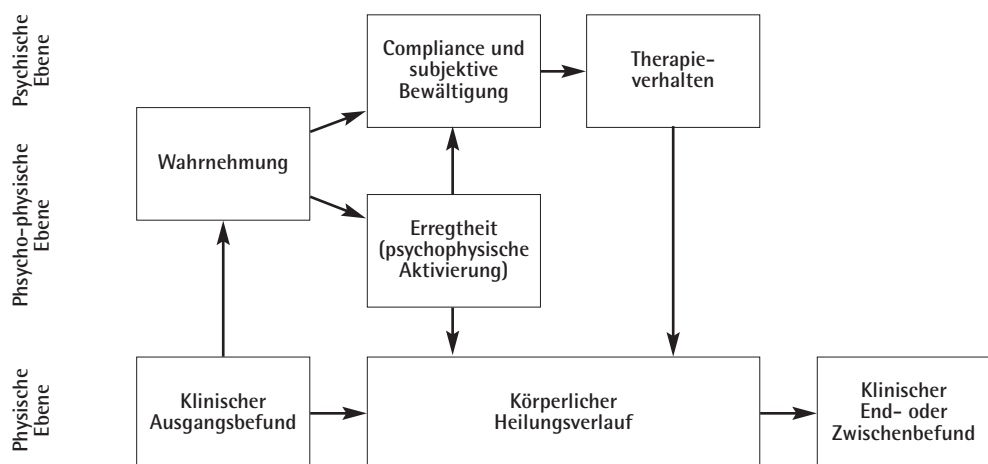 Psychische
Ebene
Compliance und
subjektive
Bewältigung
Therapie-
verhalten
Phsycho-physische
Ebene
Wahrnehmung
Erregtheit
(psychophysische
Aktivierung)
Physische
Ebene
Klinischer
Ausgangsbefund
Körperlicher
Heilungsverlauf
Klinischer
End- oder
Zwischenbefund